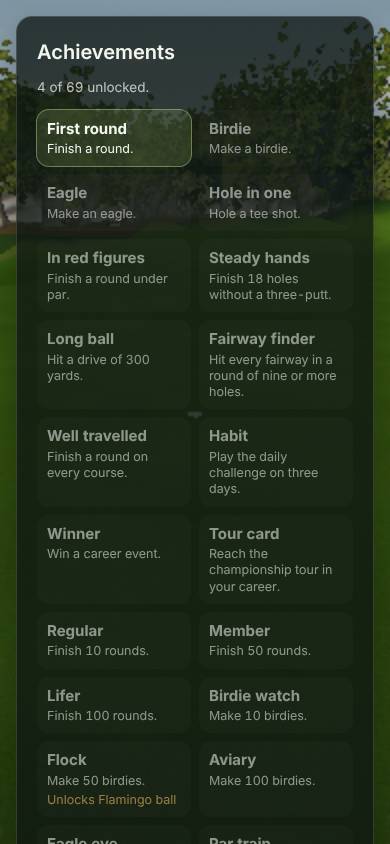 Achievements
4 of 69 unlocked.
First round
Finish a round.
Birdie
Make a birdie.
Eagle
Make an eagle.
Hole in one
Hole a tee shot.
In red figures
Finish a round under
par.
Steady hands
Finish 18 holes
without a three-putt.
Long ball
Hit a drive of 300
yards.
Fairway finder
Hit every fairway in a
round of nine or more
holes.
Well travelled
Finish a round on
every course.
Habit
Play the daily
challenge on three
days.
Winner
Win a career event.
Tour card
Reach the
championship tour in
your career.
Regular
Finish 10 rounds.
Member
Finish 50 rounds.
Lifer
Finish 100 rounds.
Birdie watch
Make 10 birdies.
Flock
Make 50 birdies.
Unlocks Flamingo ball
Aviary
Make 100 birdies.
Eagle eye
Par train